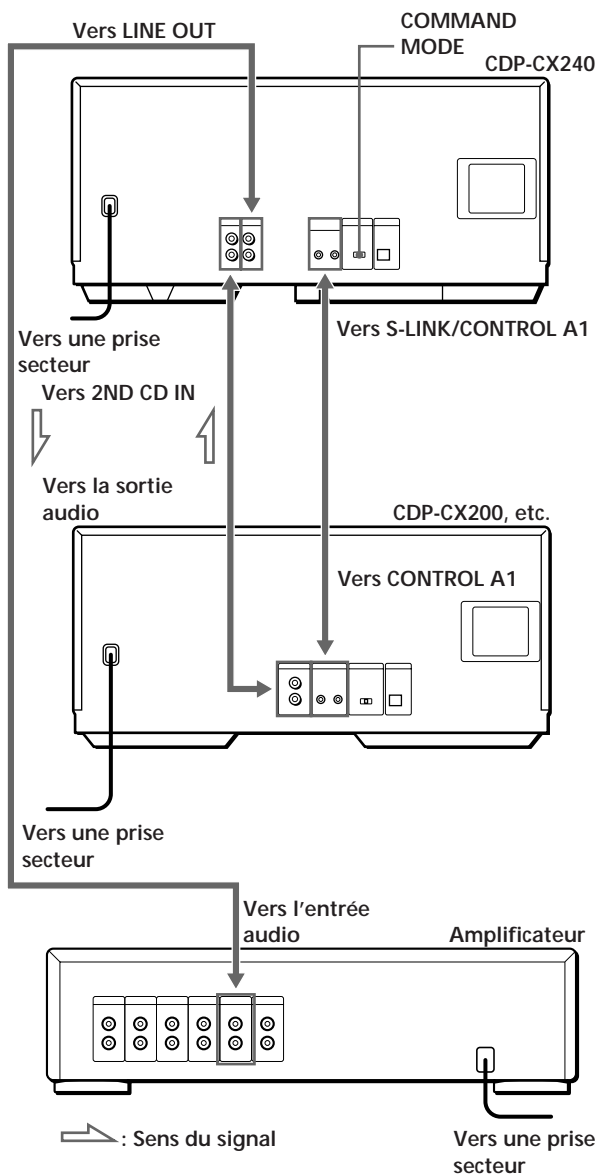 Vers LINE OUT
COMMAND
MODE
CDP-CX240
Vers une prise
secteur
Vers S-LINK/CONTROL A1
Vers 2ND CD IN
Vers la sortie
audio
CDP-CX200, etc.
Vers CONTROL A1
Vers une prise
secteur
Vers l'entrée
audio
Amplificateur
: Sens du signal
Vers une prise
secteur